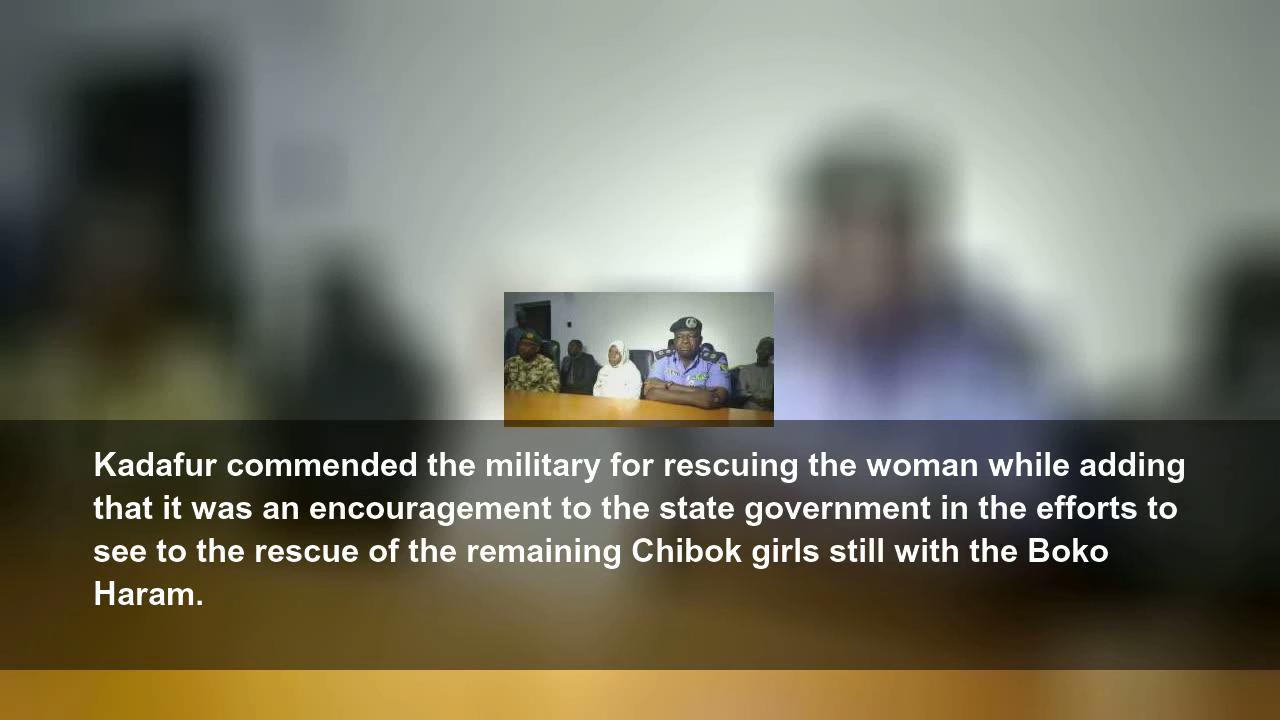 Kadafur commended the military for rescuing the woman while adding
that it was an encouragement to the state government in the efforts to
see to the rescue of the remaining Chibok girls still with the Boko
Haram.